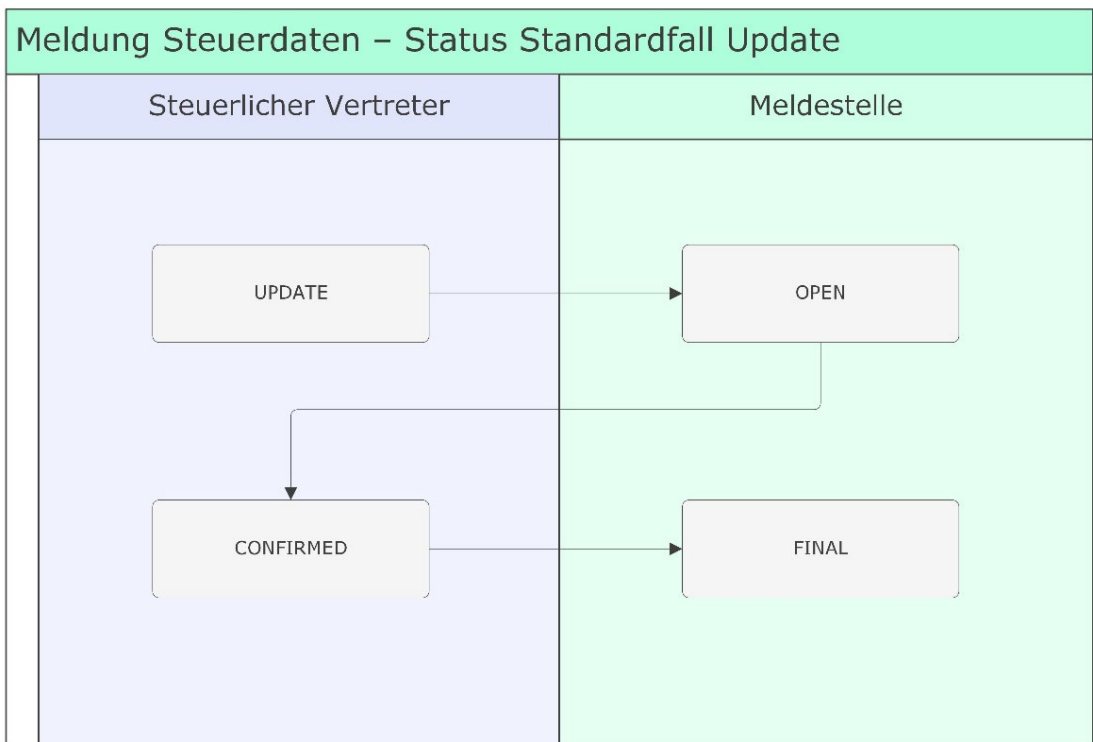 Meldung Steuerdaten – Status Standardfall Update
Steuerlicher Vertreter
Meldestelle
UPDATE
OPEN
CONFIRMED
FINAL